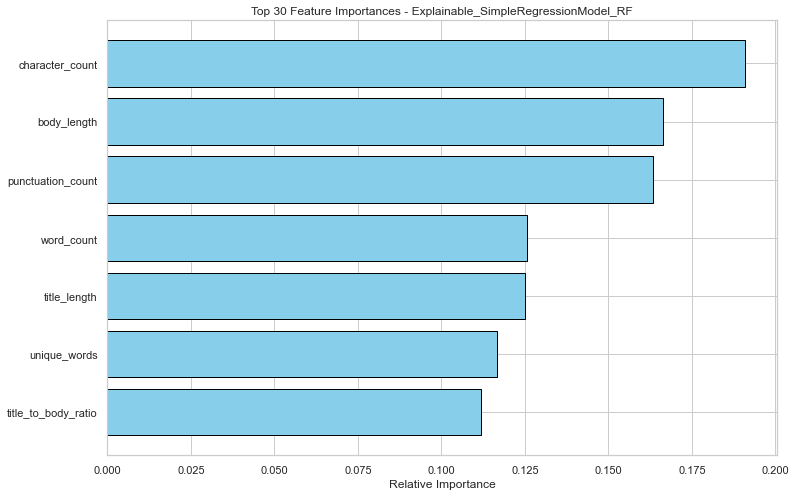 Top 30 Feature Importances - Explainable_SimpleRegressionModel_RF
character_count
body_length
punctuation_count
word_count
title_length
unique_words
title_to_body_ratio
0.000 0.025 0.050 0.075 0.100 0.125 0.150 0.175 0.200
Relative Importance